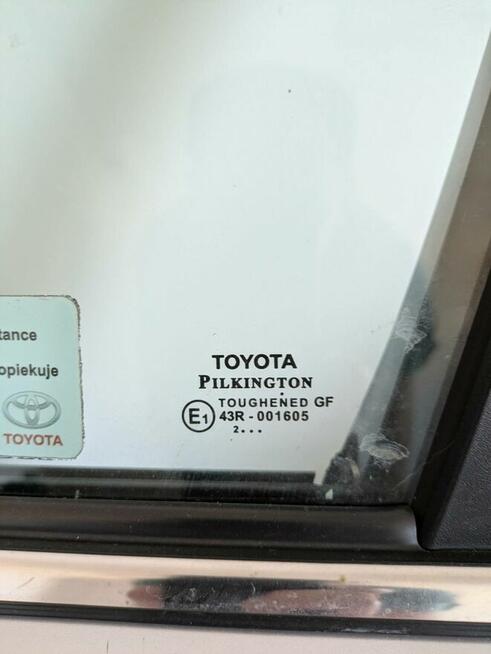 tance
opiekuje
TOYOTA
TOYOTA
PILKINGTON
TOUGHENED GF
E1 43R - 001605
2...